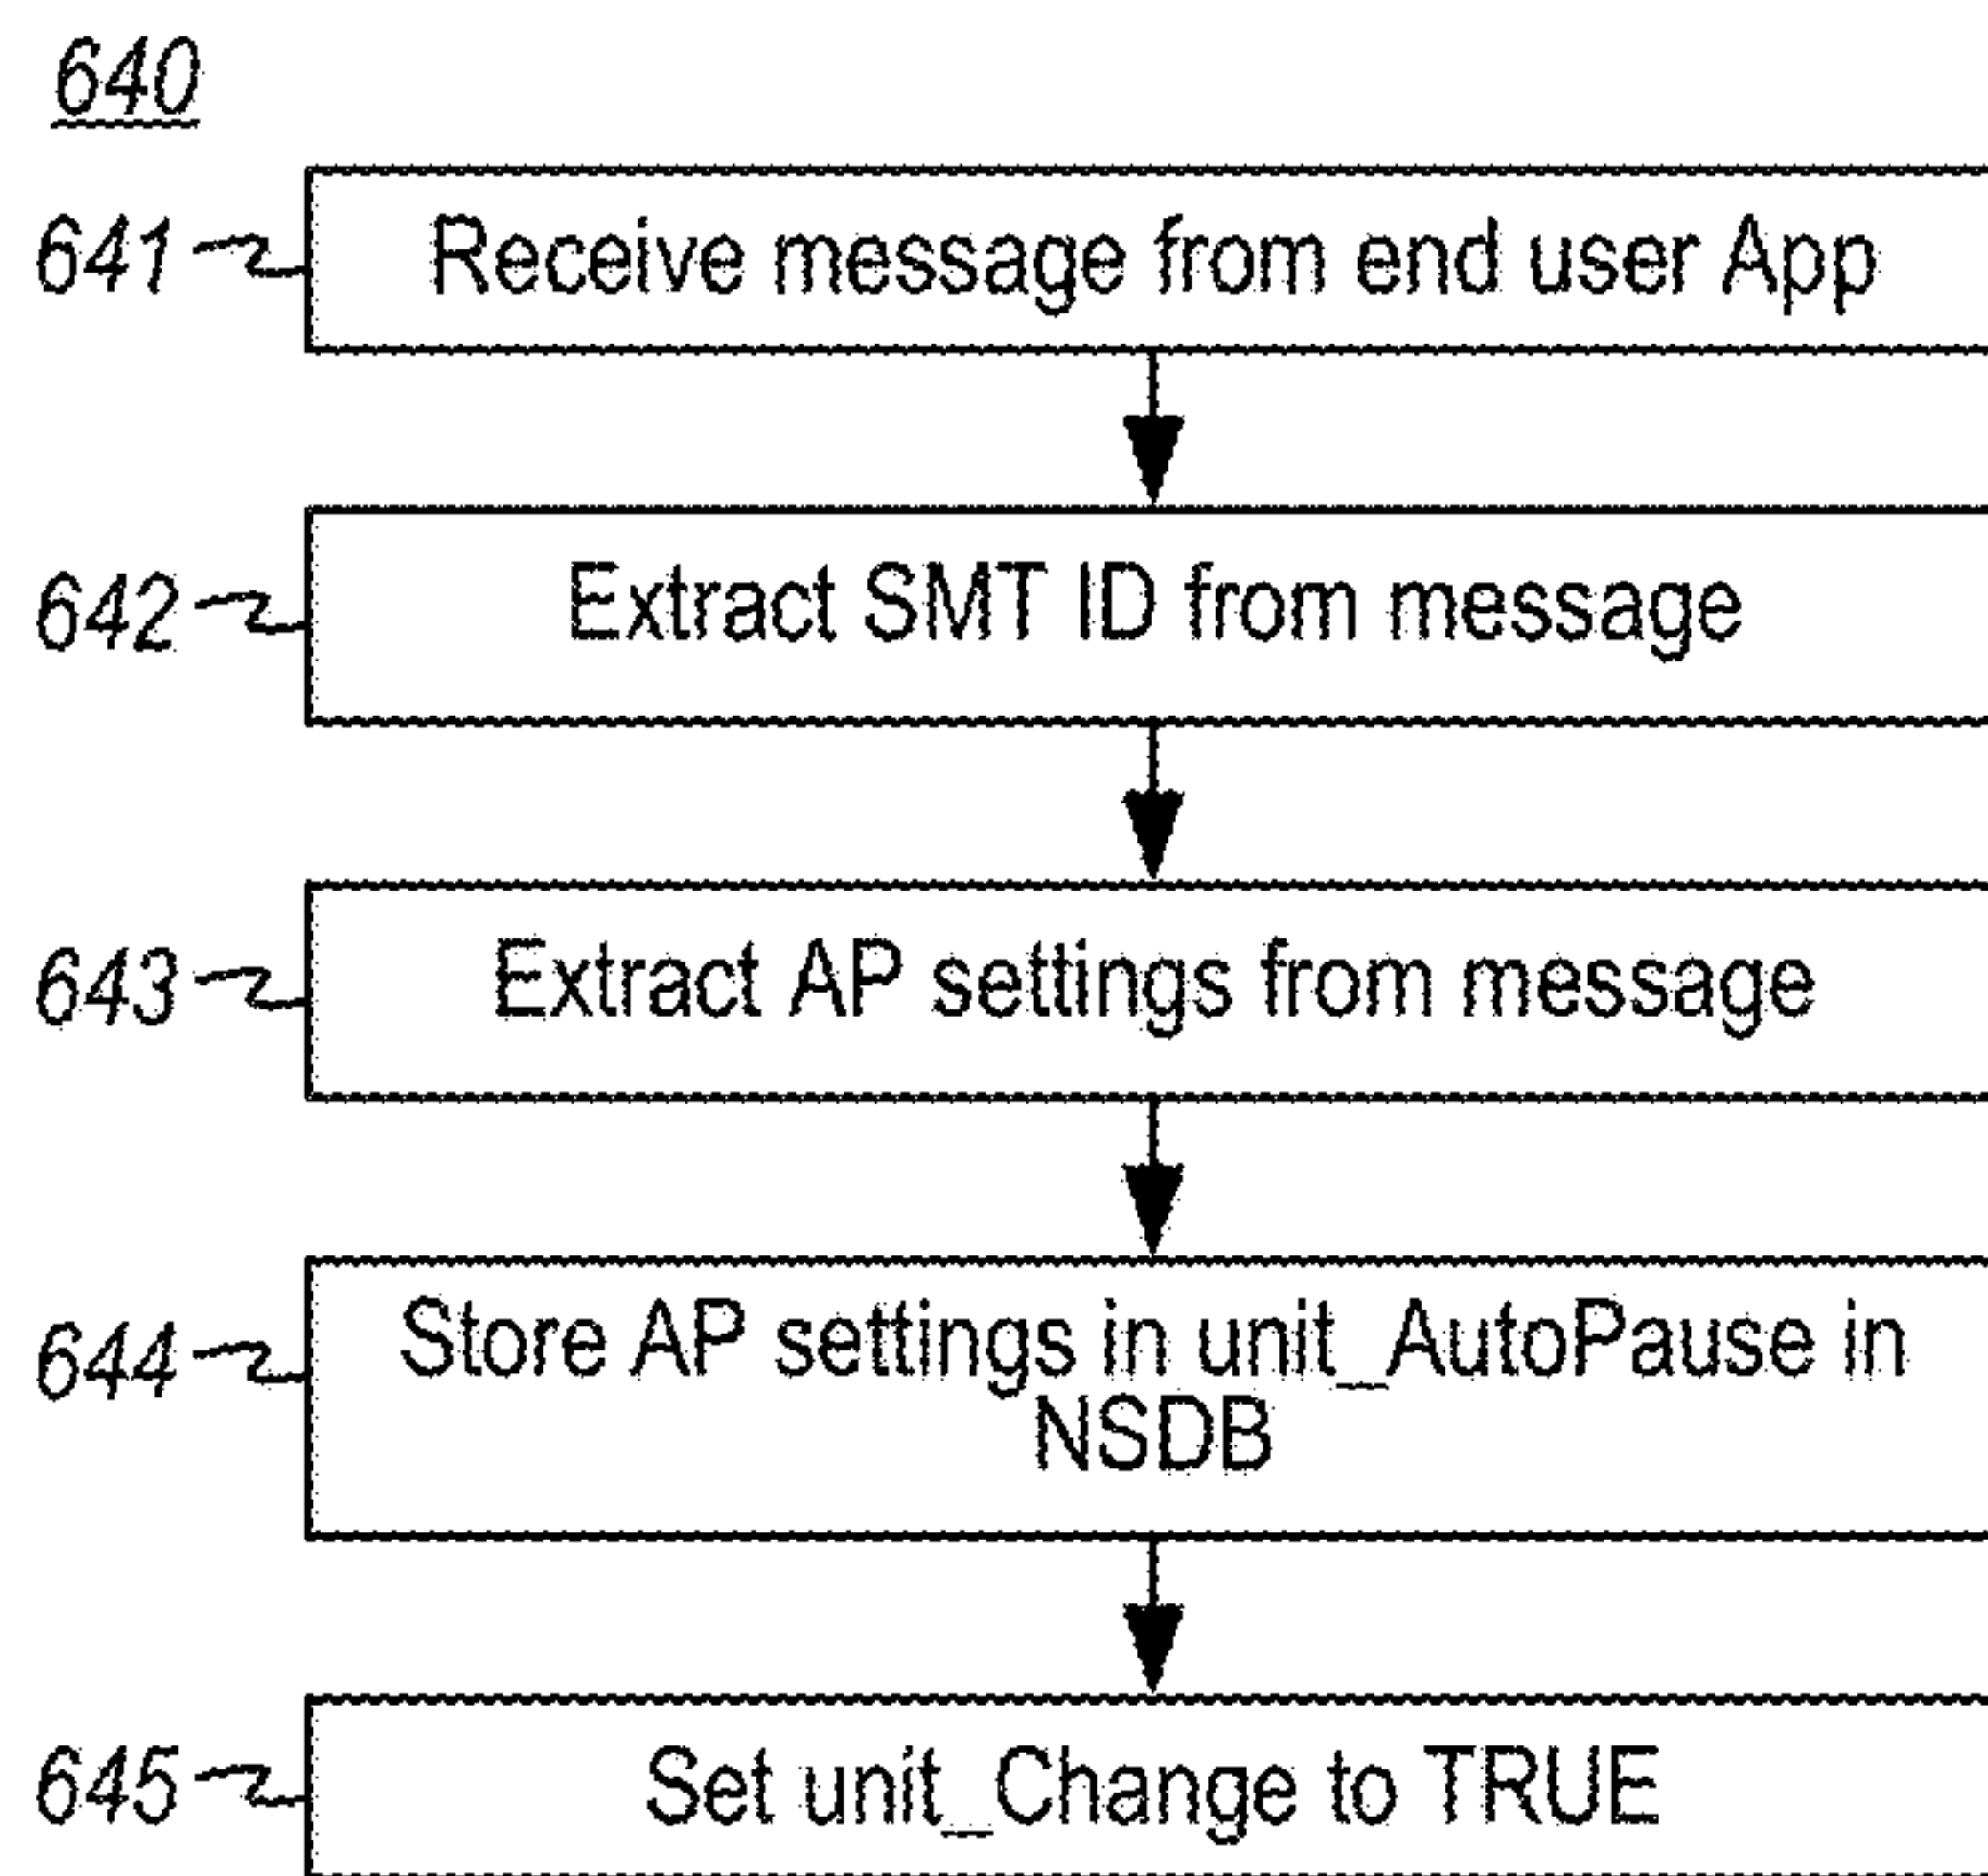 640
641 Receive message from end user App
642 Extract SMT ID from message
643 Extract AP settings from message
644 Store AP settings in unit_AutoPause in
NSDB
645 Set unit_Change to TRUE